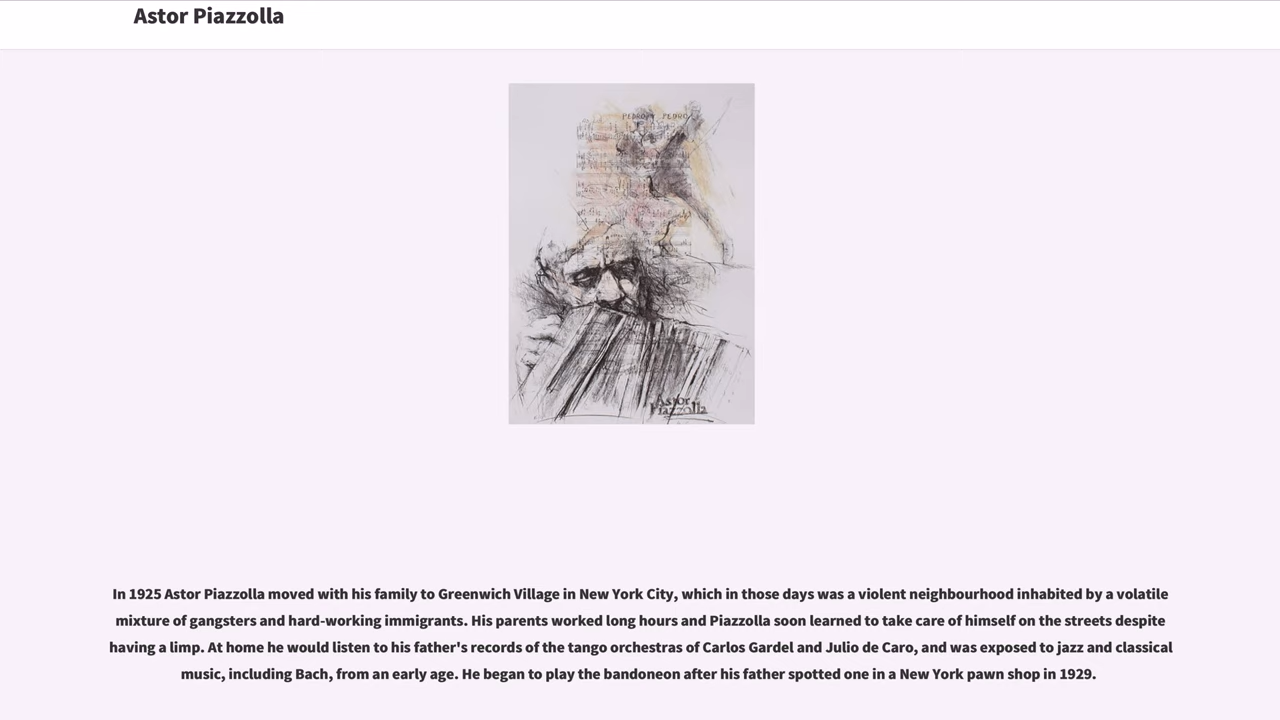 Astor Piazzolla
PEDRO Y PEDRO
Astor
Piazzolla
In 1925 Astor Piazzolla moved with his family to Greenwich Village in New York City, which in those days was a violent neighbourhood inhabited by a volatile
mixture of gangsters and hard-working immigrants. His parents worked long hours and Piazzolla soon learned to take care of himself on the streets despite
having a limp. At home he would listen to his father's records of the tango orchestras of Carlos Gardel and Julio de Caro, and was exposed to jazz and classical
music, including Bach, from an early age. He began to play the bandoneon after his father spotted one in a New York pawn shop in 1929.